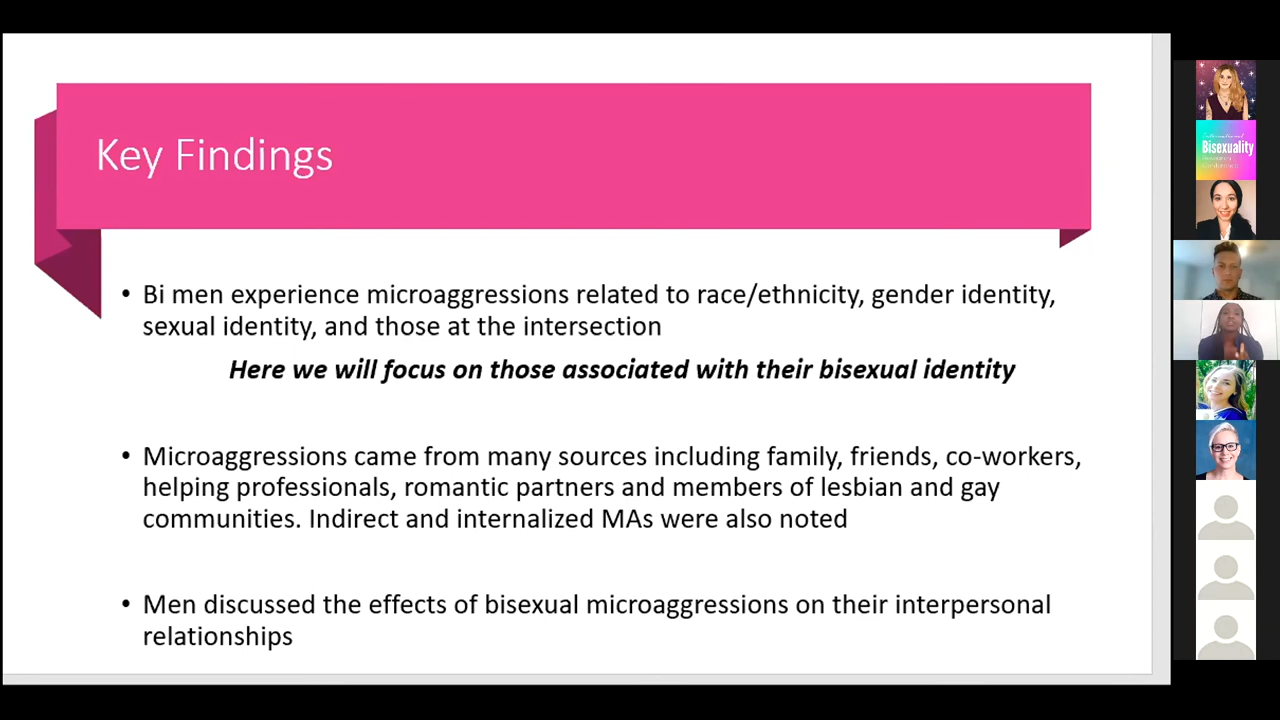 Key Findings
• Bi men experience microaggressions related to race/ethnicity, gender identity,
sexual identity, and those at the intersection
Here we will focus on those associated with their bisexual identity
• Microaggressions came from many sources including family, friends, co-workers,
helping professionals, romantic partners and members of lesbian and gay
communities. Indirect and internalized MAs were also noted
• Men discussed the effects of bisexual microaggressions on their interpersonal
relationships
International
Bisexuality
Research
Conference